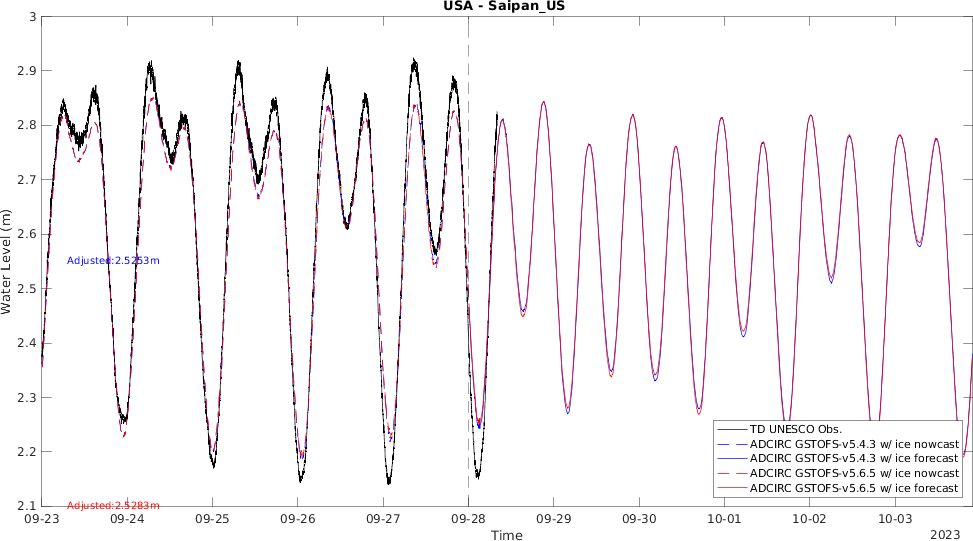 USA - Saipan_US
3
2.9
2.8
2.7
2.6
2.5
2.4
2.3
2.2
2.1
Water Level (m)
Adjusted:2.5253m
Adjusted:2.5283m
TD UNESCO Obs.
ADCIRC GSTOFS-v5.4.3 w/ ice nowcast
ADCIRC GSTOFS-v5.4.3 w/ ice forecast
ADCIRC GSTOFS-v5.6.5 w/ ice nowcast
ADCIRC GSTOFS-v5.6.5 w/ ice forecast
09-23 09-24 09-25 09-26 09-27 09-28 09-29 09-30 10-01 10-02 10-03
Time
2023